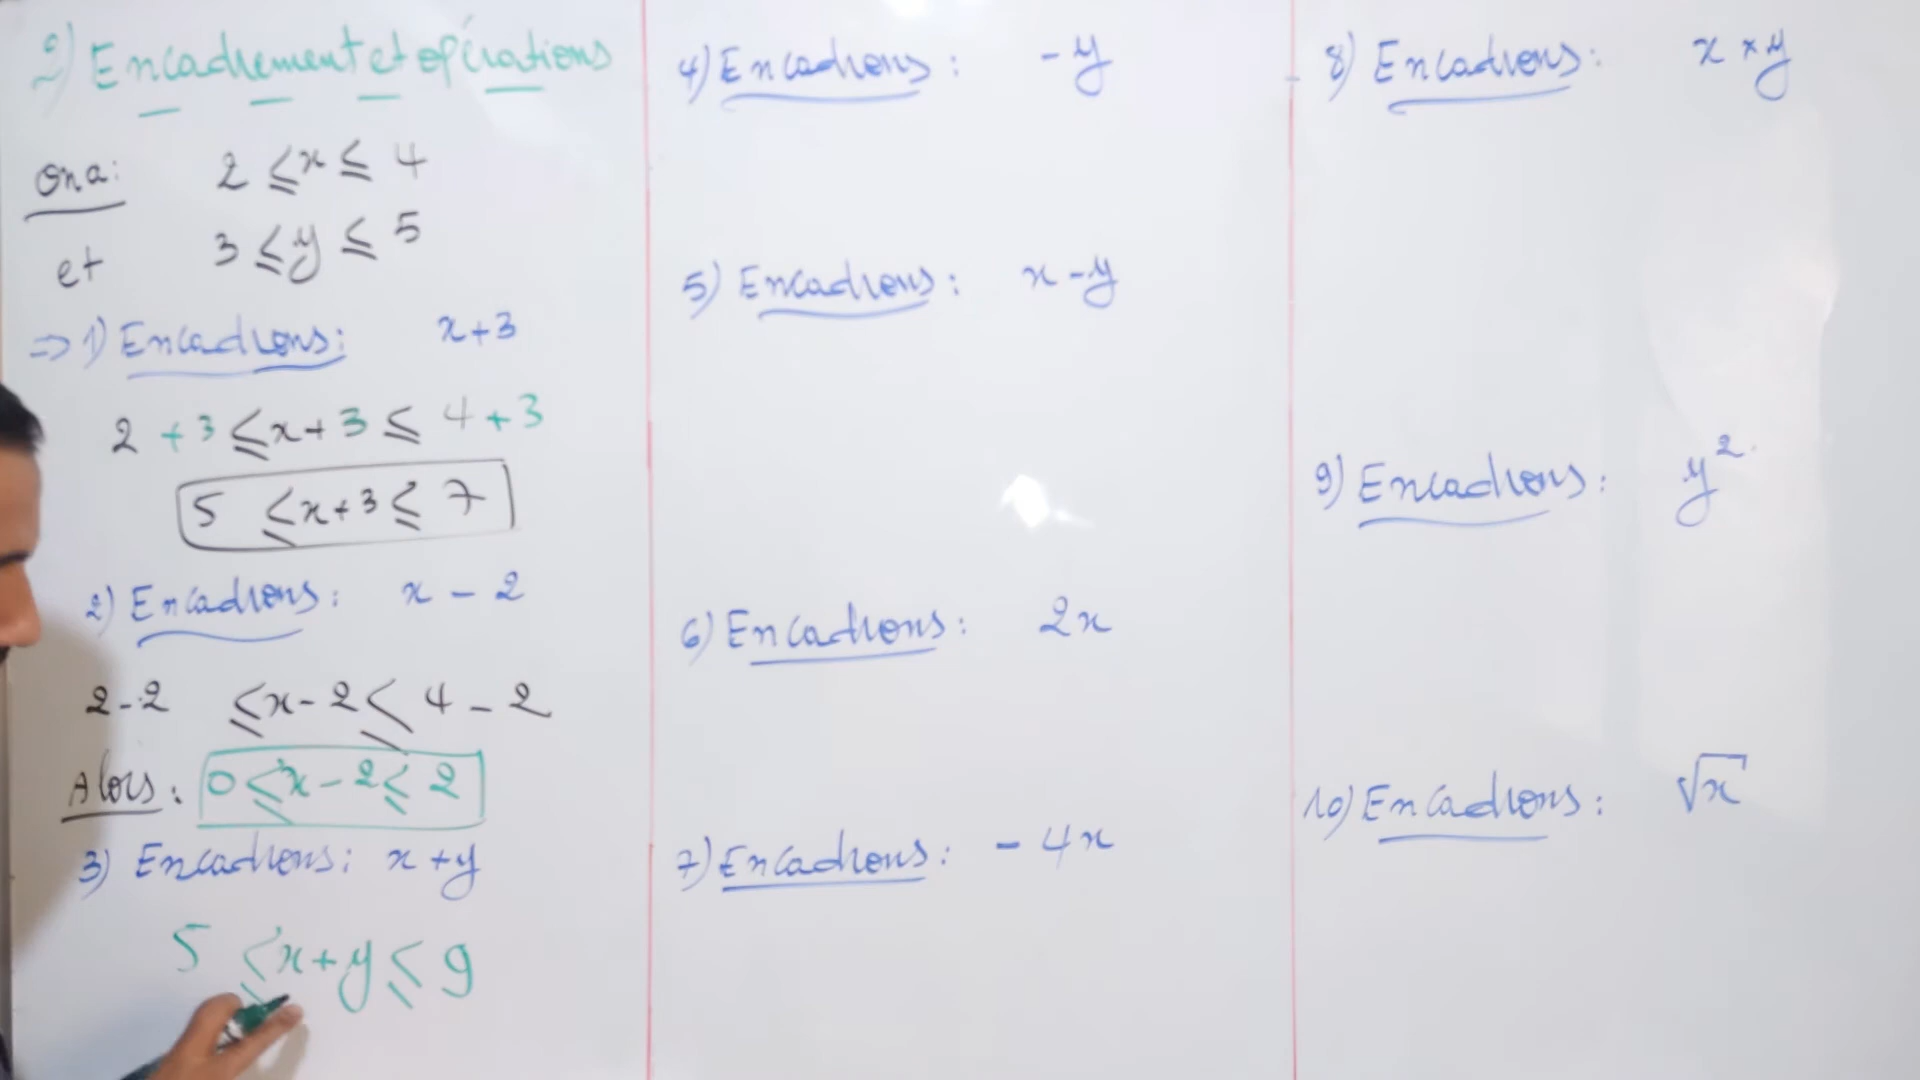 2) Encadrement et opérations
On a : 2 ≤ x ≤ 4
et 3 ≤ y ≤ 5
⇒ 1) Encadrons : x+3
2 + 3 ≤ x + 3 ≤ 4 + 3
5 ≤ x + 3 ≤ 7
2) Encadrons : x - 2
2 - 2 ≤ x - 2 ≤ 4 - 2
Alors : 0 ≤ x - 2 ≤ 2
3) Encadrons : x + y
5 ≤ x + y ≤ 9
4) Encadrons : -y
5) Encadrons : x - y
6) Encadrons : 2x
7) Encadrons : - 4x
8) Encadrons : x × y
9) Encadrons : y²
10) Encadrons : √x